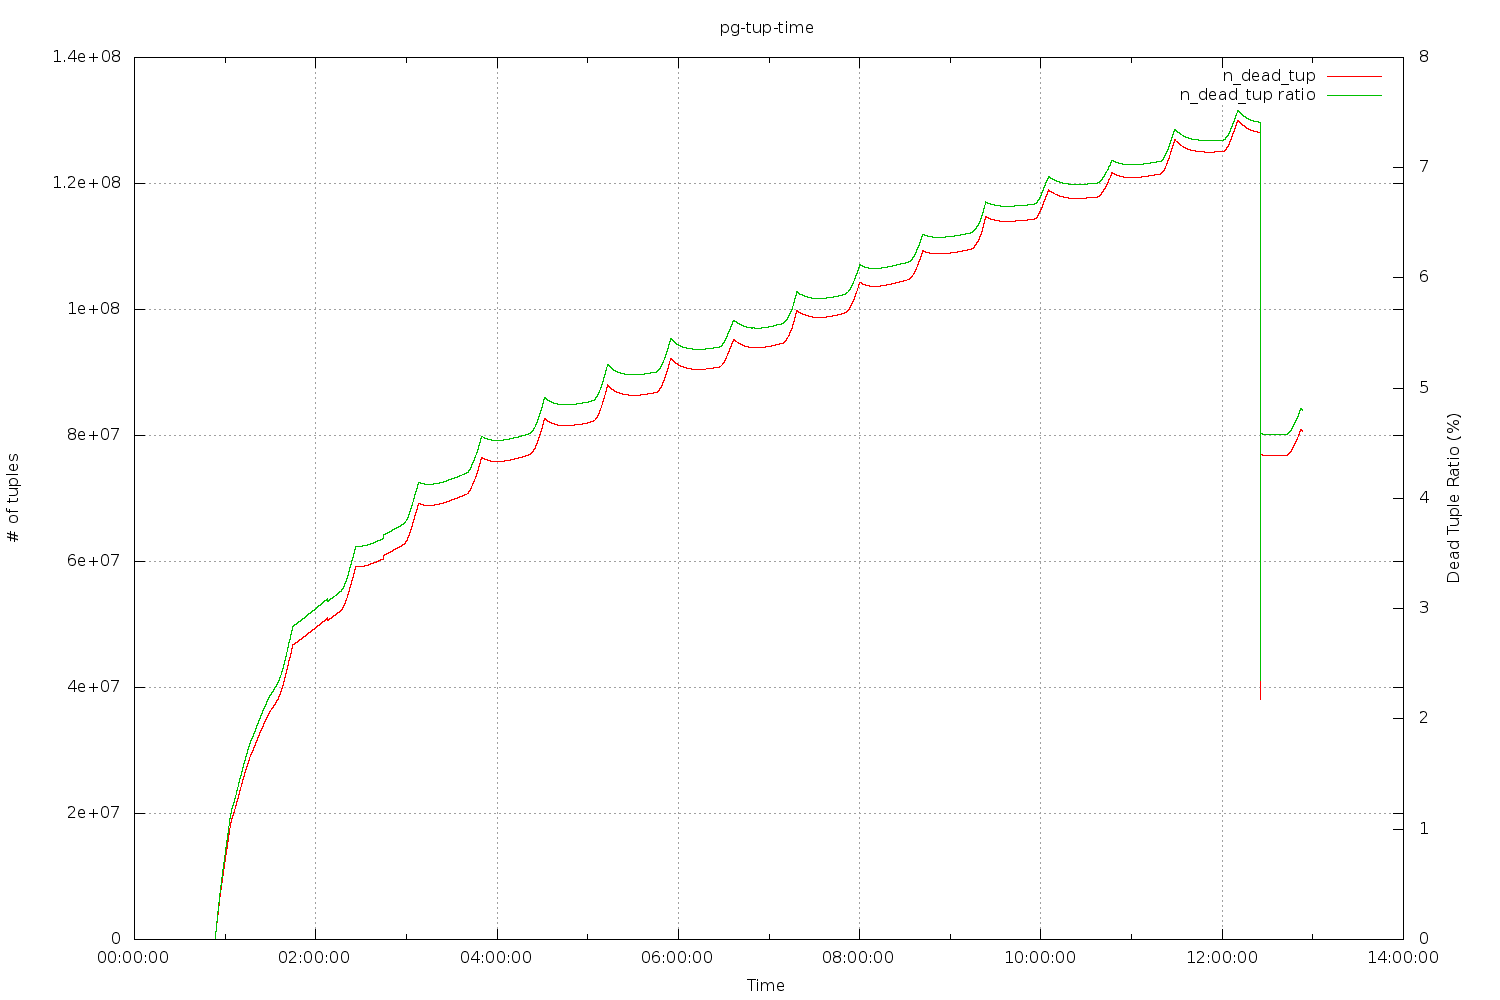 pg-tup-time
1.4e+08
1.2e+08
1e+08
8e+07
6e+07
4e+07
2e+07
0
# of tuples
n_dead_tup
n_dead_tup ratio
8
7
6
5
4
3
2
1
0
Dead Tuple Ratio (%)
00:00:00 02:00:00 04:00:00 06:00:00 08:00:00 10:00:00 12:00:00 14:00:00
Time